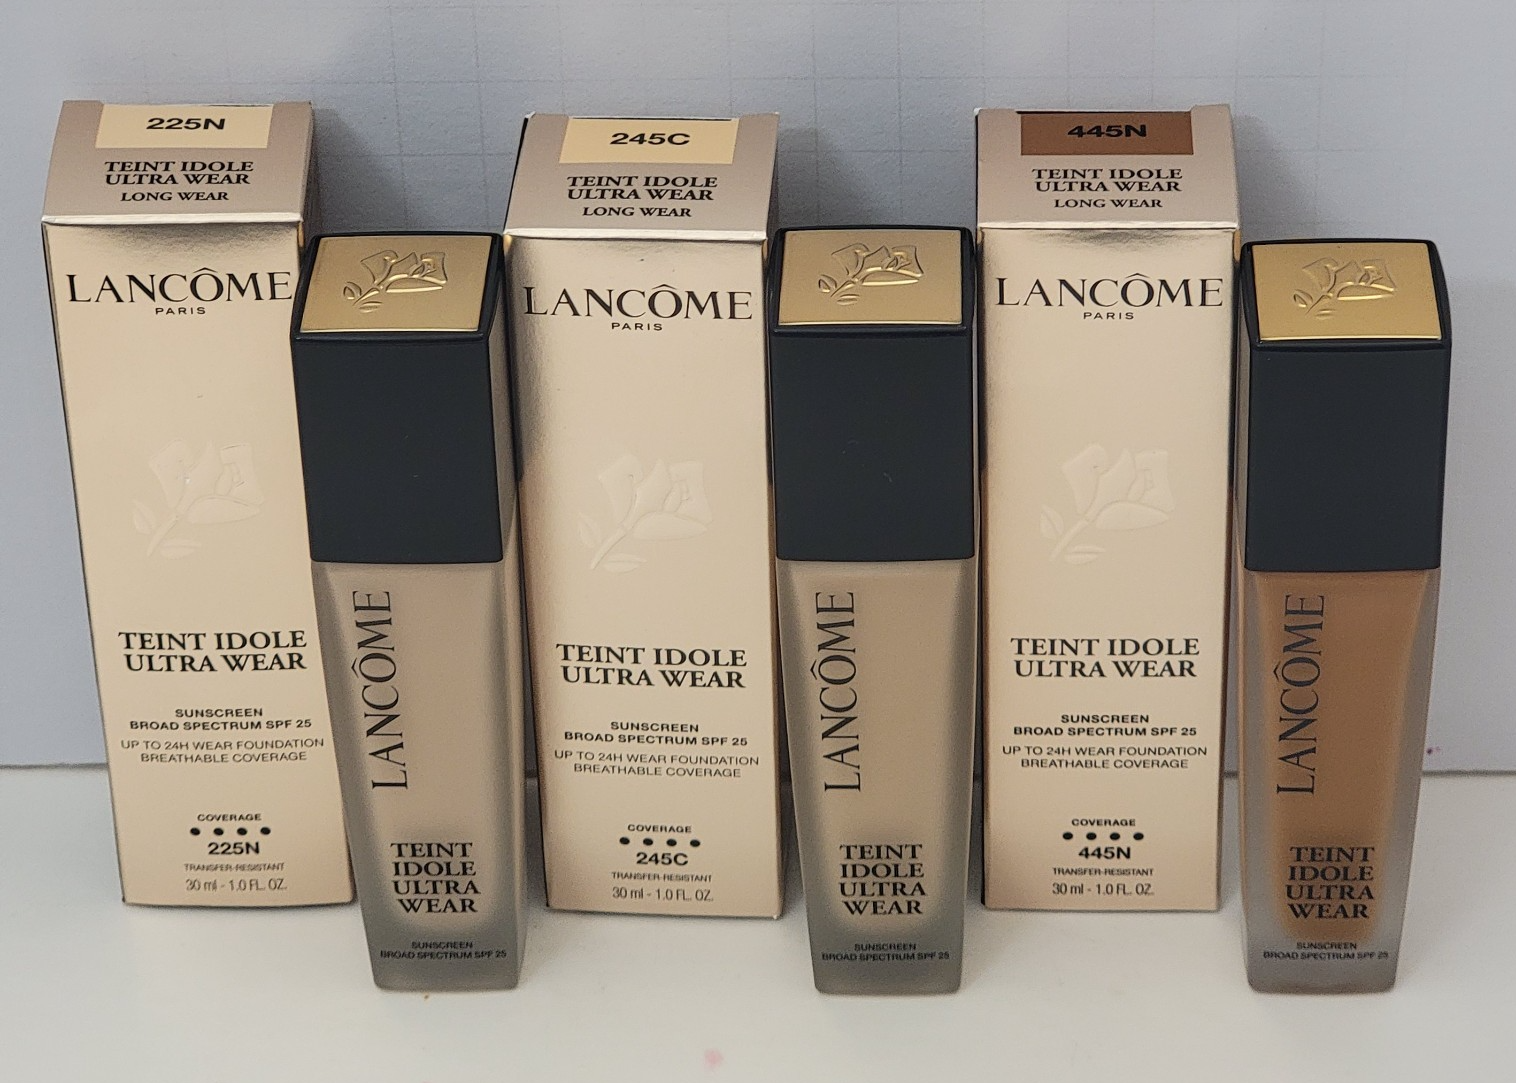 225N
TEINT IDOLE
ULTRA WEAR
LONG WEAR
LANCÔME
PARIS
TEINT IDOLE
ULTRA WEAR
SUNSCREEN
BROAD SPECTRUM SPF 25
UP TO 24H WEAR FOUNDATION
BREATHABLE COVERAGE
COVERAGE
225N
TRANSFER-RESISTANT
30 ml - 1.0 FL. OZ.
LANCÔME
TEINT
IDOLE
ULTRA
WEAR
SUNSCREEN
BROAD SPECTRUM SPF 25
245C
TEINT IDOLE
ULTRA WEAR
LONG WEAR
LANCÔME
PARIS
TEINT IDOLE
ULTRA WEAR
SUNSCREEN
BROAD SPECTRUM SPF 25
UP TO 24H WEAR FOUNDATION
BREATHABLE COVERAGE
COVERAGE
245C
TRANSFER-RESISTANT
30 ml - 1.0 FL. OZ.
LANCÔME
TEINT
IDOLE
ULTRA
WEAR
SUNSCREEN
BROAD SPECTRUM SPF 25
445N
TEINT IDOLE
ULTRA WEAR
LONG WEAR
LANCÔME
PARIS
TEINT IDOLE
ULTRA WEAR
SUNSCREEN
BROAD SPECTRUM SPF 25
UP TO 24H WEAR FOUNDATION
BREATHABLE COVERAGE
COVERAGE
445N
TRANSFER-RESISTANT
30 ml - 1.0 FL. OZ.
LANCÔME
TEINT
IDOLE
ULTRA
WEAR
SUNSCREEN
BROAD SPECTRUM SPF 25